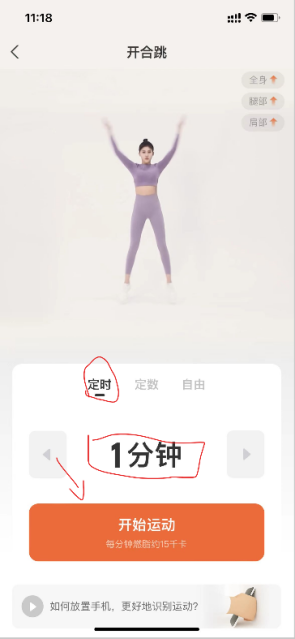 11:18
开合跳
全身
腿部
肩部
定时 定数 自由
1分钟
开始运动
每分钟燃脂约15千卡
如何放置手机，更好地识别运动？